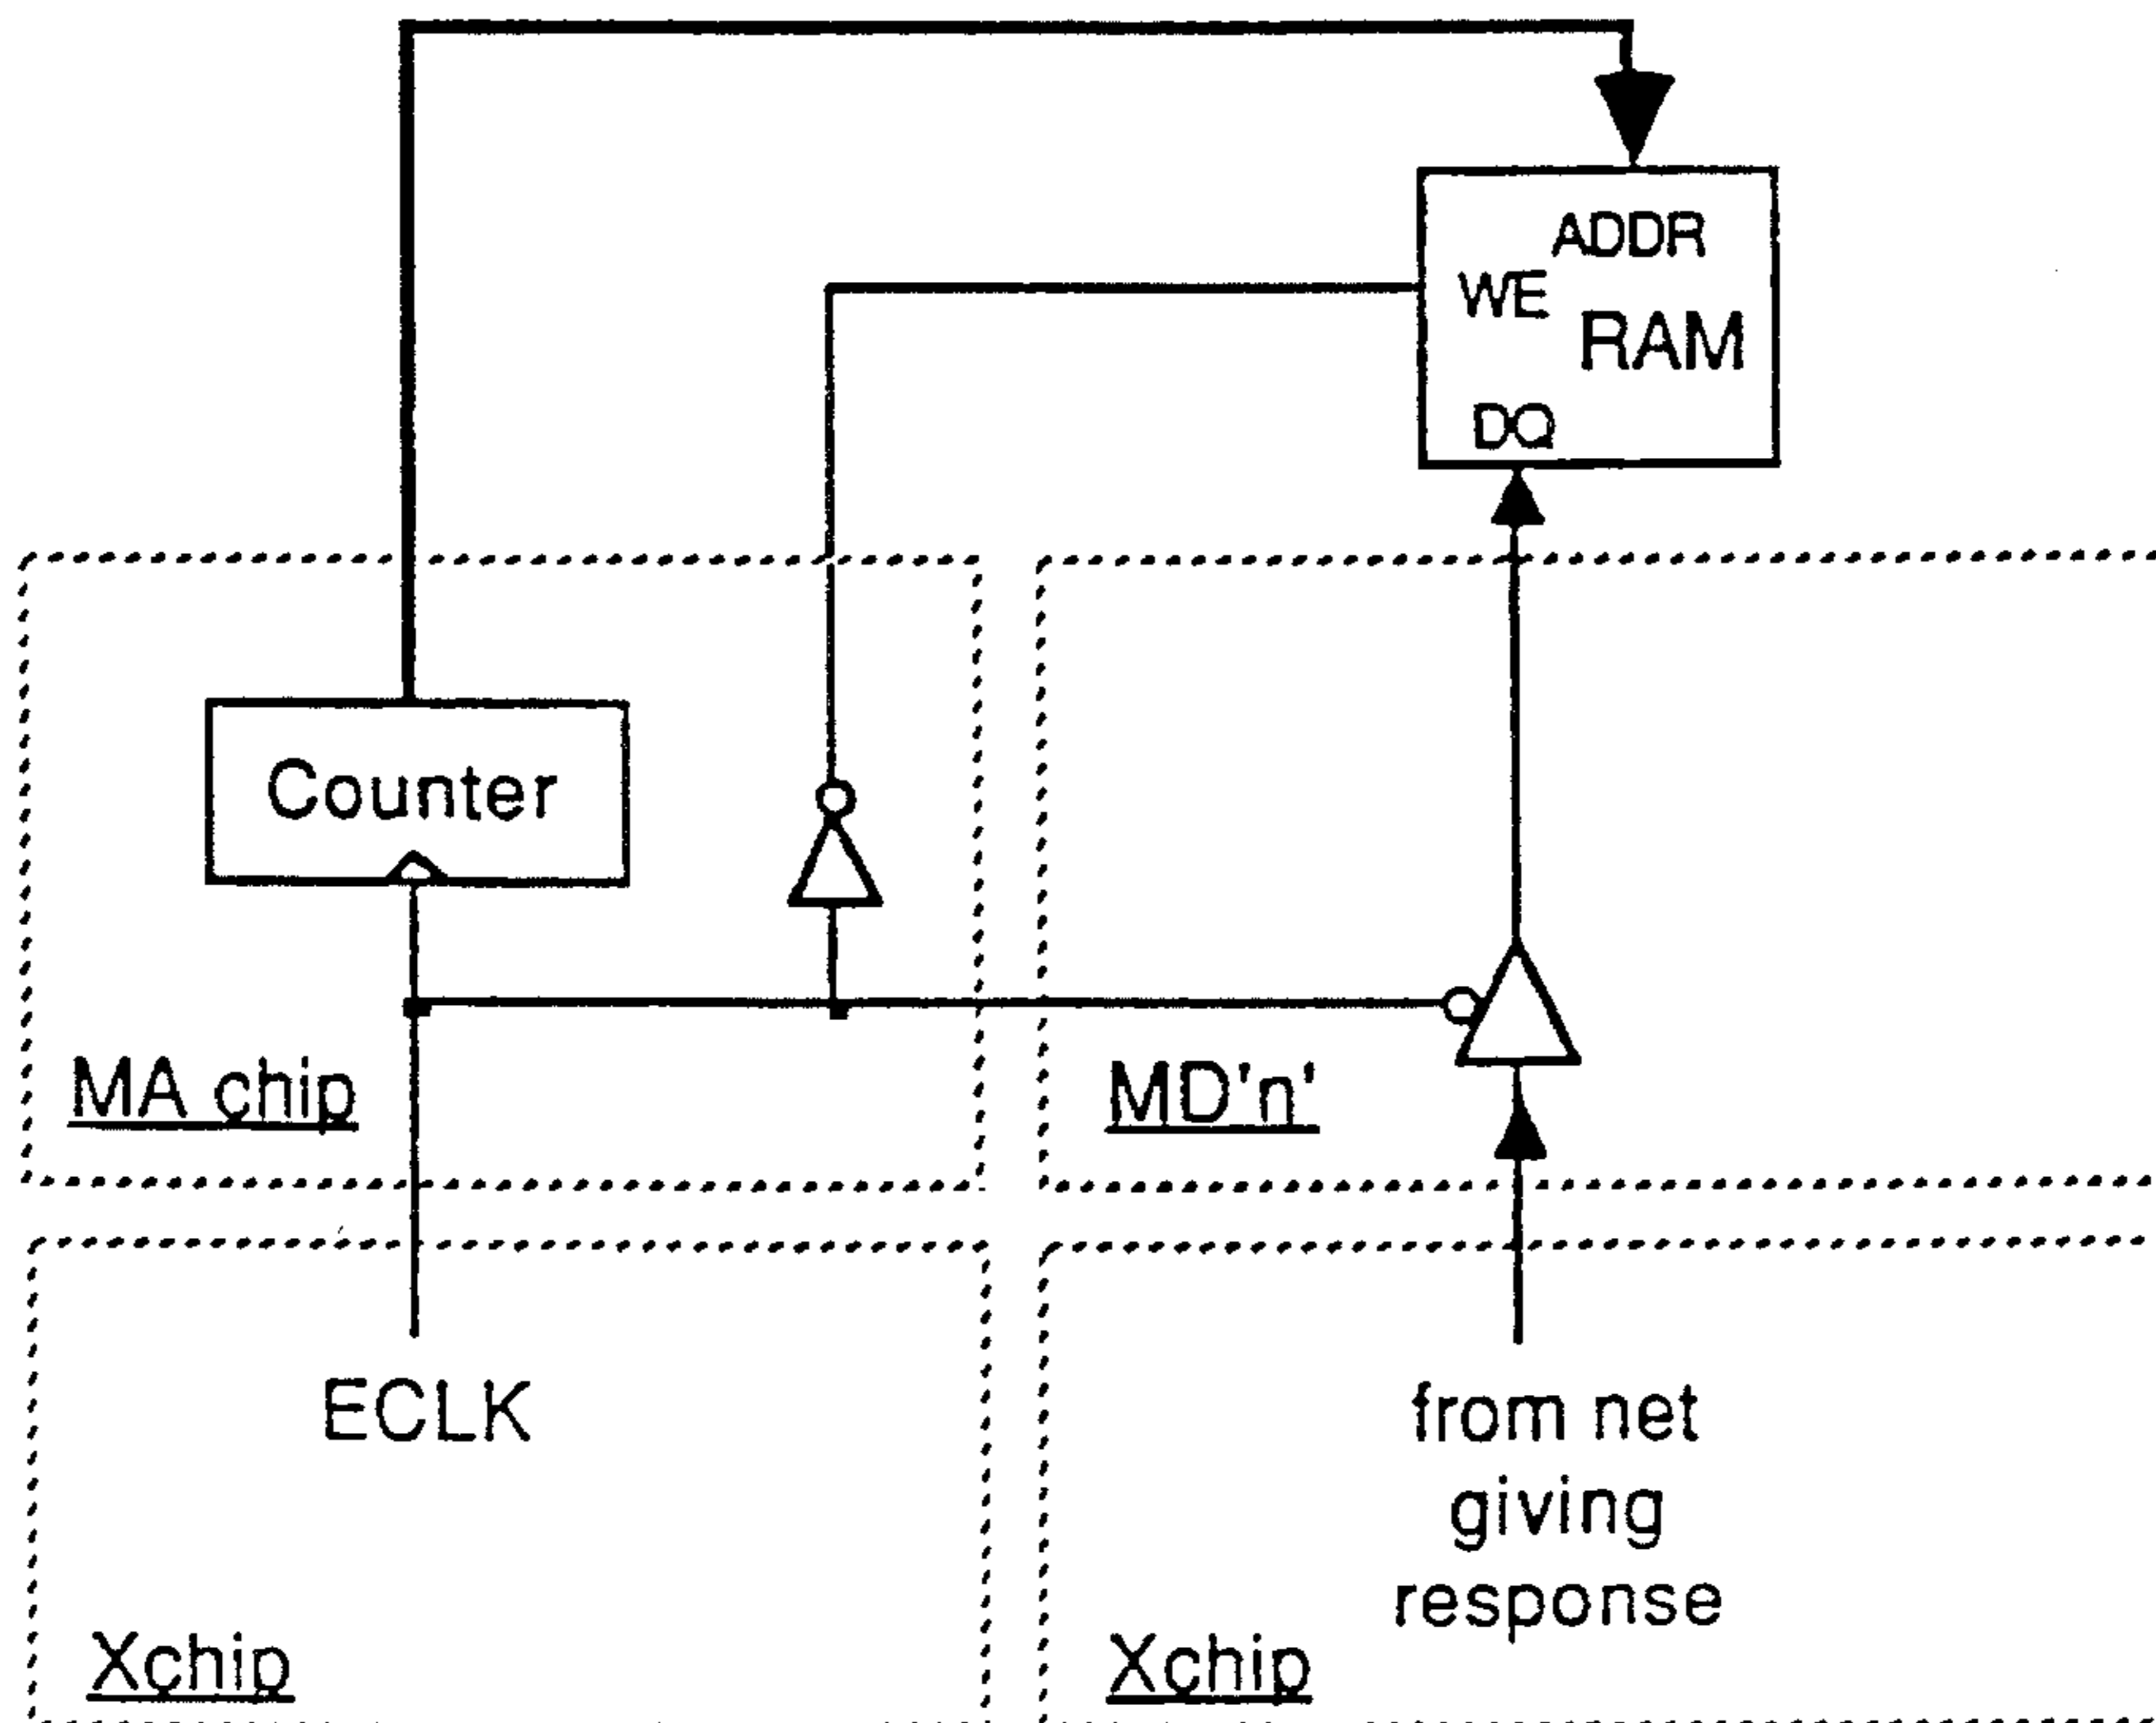 ADDR
WE
RAM
DQ
Counter
MA chip
MD'n'
ECLK
from net
giving
response
Xchip
Xchip